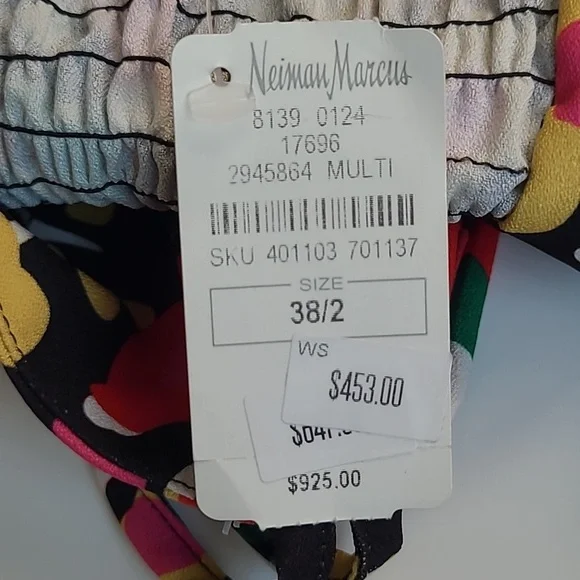 Neiman Marcus
8139 0124
17696
2945864 MULTI
SKU 401103 701137
SIZE
38/2
WS
$453.00
$925.00